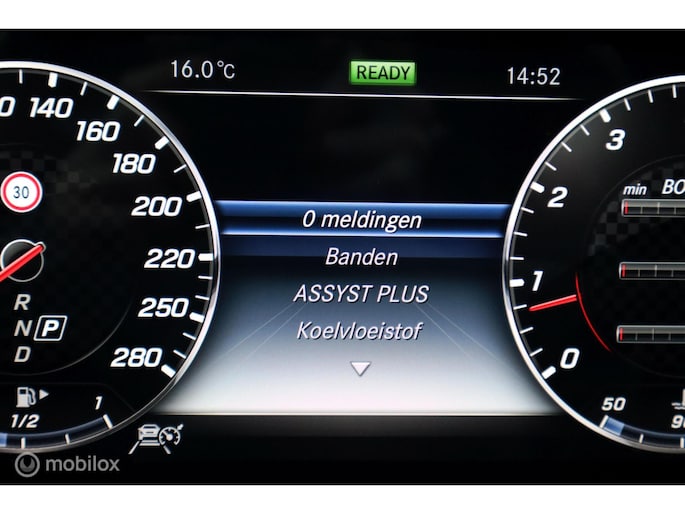 16.0°C READY 14:52
140
160
180
200
220
250
280
30
R
N P
D
1/2 1
0 meldingen
Banden
ASSYST PLUS
Koelvloeistof
3
2
1
0
min
50
mobilox